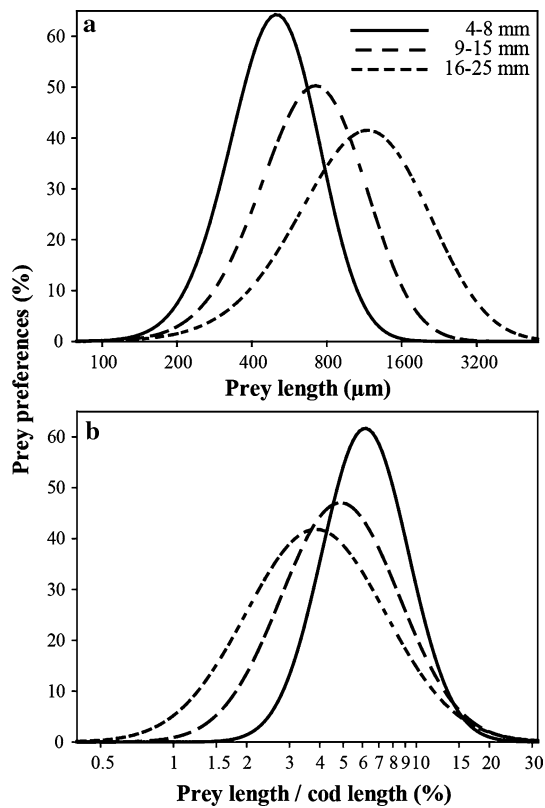 a
4-8 mm
9-15 mm
16-25 mm
60
50
40
30
20
10
0
100 200 400 800 1600 3200
Prey length (µm)
Prey preferences (%)
b
60
50
40
30
20
10
0
0.5 1 1.5 2 3 4 5 6 7 8 9 10 15 20 30
Prey length / cod length (%)